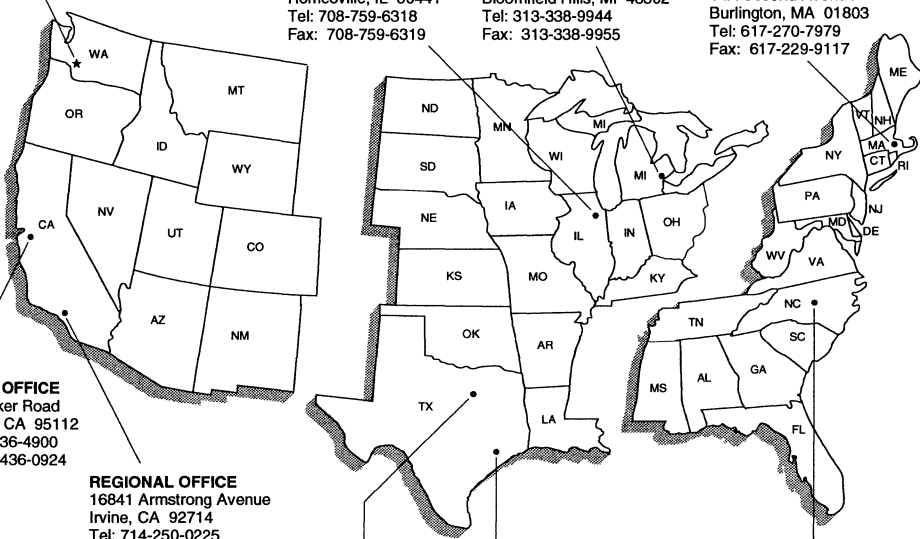 Tel: 708-759-6318
Fax: 708-759-6319
Bloomfield Hills, MI
Tel: 313-338-9944
Fax: 313-338-9955
Burlington, MA 01803
Tel: 617-270-7979
Fax: 617-229-9117
WA
OR
ID
MT
WY
CA
NV
UT
CO
AZ
NM
ND
SD
NE
KS
OK
TX
MN
IA
MO
AR
LA
WI
MI
MI
IL
IN
OH
KY
ME
VT
NH
MA
CT
RI
NY
PA
NJ
MD
DE
WV
VA
TN
NC
SC
MS
AL
GA
FL
OFFICE
ker Road
CA 95112
36-4900
436-0924
REGIONAL OFFICE
16841 Armstrong Avenue
Irvine, CA 92714
Tel: 714-250-0225